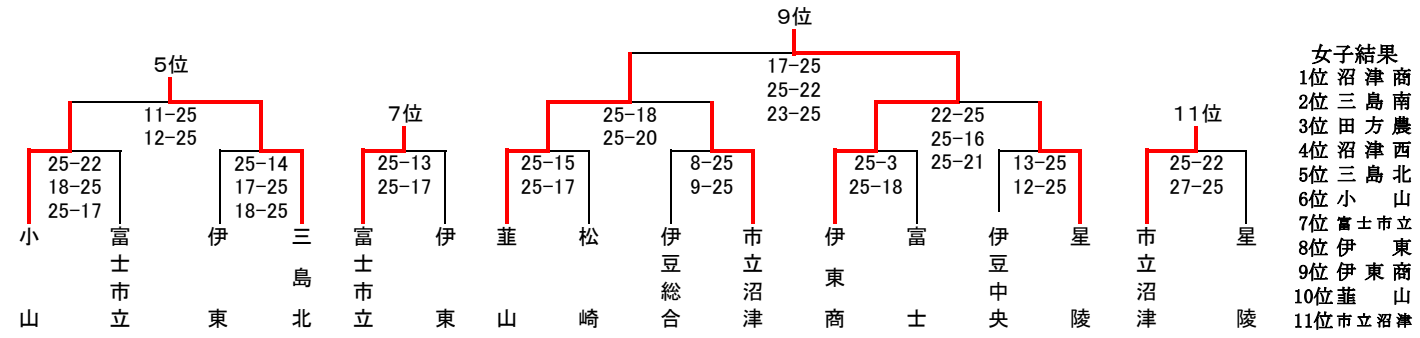 9位
5位
17-25
25-22
23-25
11-25
12-25
7位
25-18
25-20
22-25
25-16
25-21
11位
25-22
18-25
25-17
25-14
17-25
18-25
25-13
25-17
25-15
25-17
8-25
9-25
25-3
25-18
13-25
12-25
25-22
27-25
小山
富士市立
伊東
三島北
富士市立
伊東
韮山
松崎
伊豆総合
市立沼津
伊東商
富士
伊豆中央
星陵
市立沼津
星陵
女子結果
1位 沼津商
2位 三島南
3位 田方農
4位 沼津西
5位 三島北
6位 小山
7位 富士市立
8位 伊東
9位 伊東商
10位 韮山
11位 市立沼津